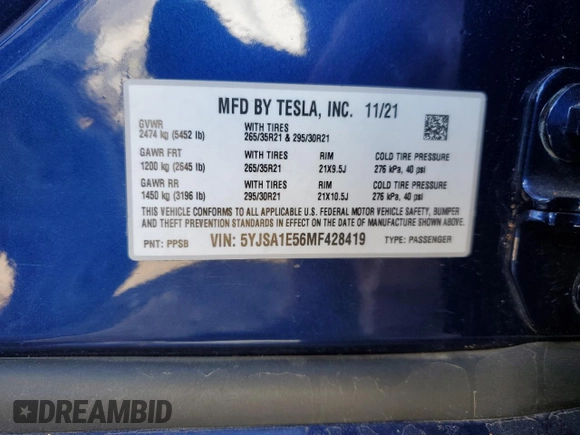 MFD BY TESLA, INC. 11/21
GVWR
2474 kg (5452 lb)
WITH TIRES
265/35R21 & 295/30R21
GAWR FRT
1200 kg (2645 lb)
WITH TIRES
265/35R21
RIM
21X9.5J
COLD TIRE PRESSURE
276 kPa, 40 psi
GAWR RR
1450 kg (3196 lb)
WITH TIRES
295/30R21
RIM
21X10.5J
COLD TIRE PRESSURE
276 kPa, 40 psi
THIS VEHICLE CONFORMS TO ALL APPLICABLE U.S. FEDERAL MOTOR VEHICLE SAFETY, BUMPER
AND THEFT PREVENTION STANDARDS IN EFFECT ON THE DATE OF MANUFACTURE SHOWN ABOVE.
PNT: PPSB VIN: 5YJSA1E56MF428419 TYPE: PASSENGER
DREAMBID